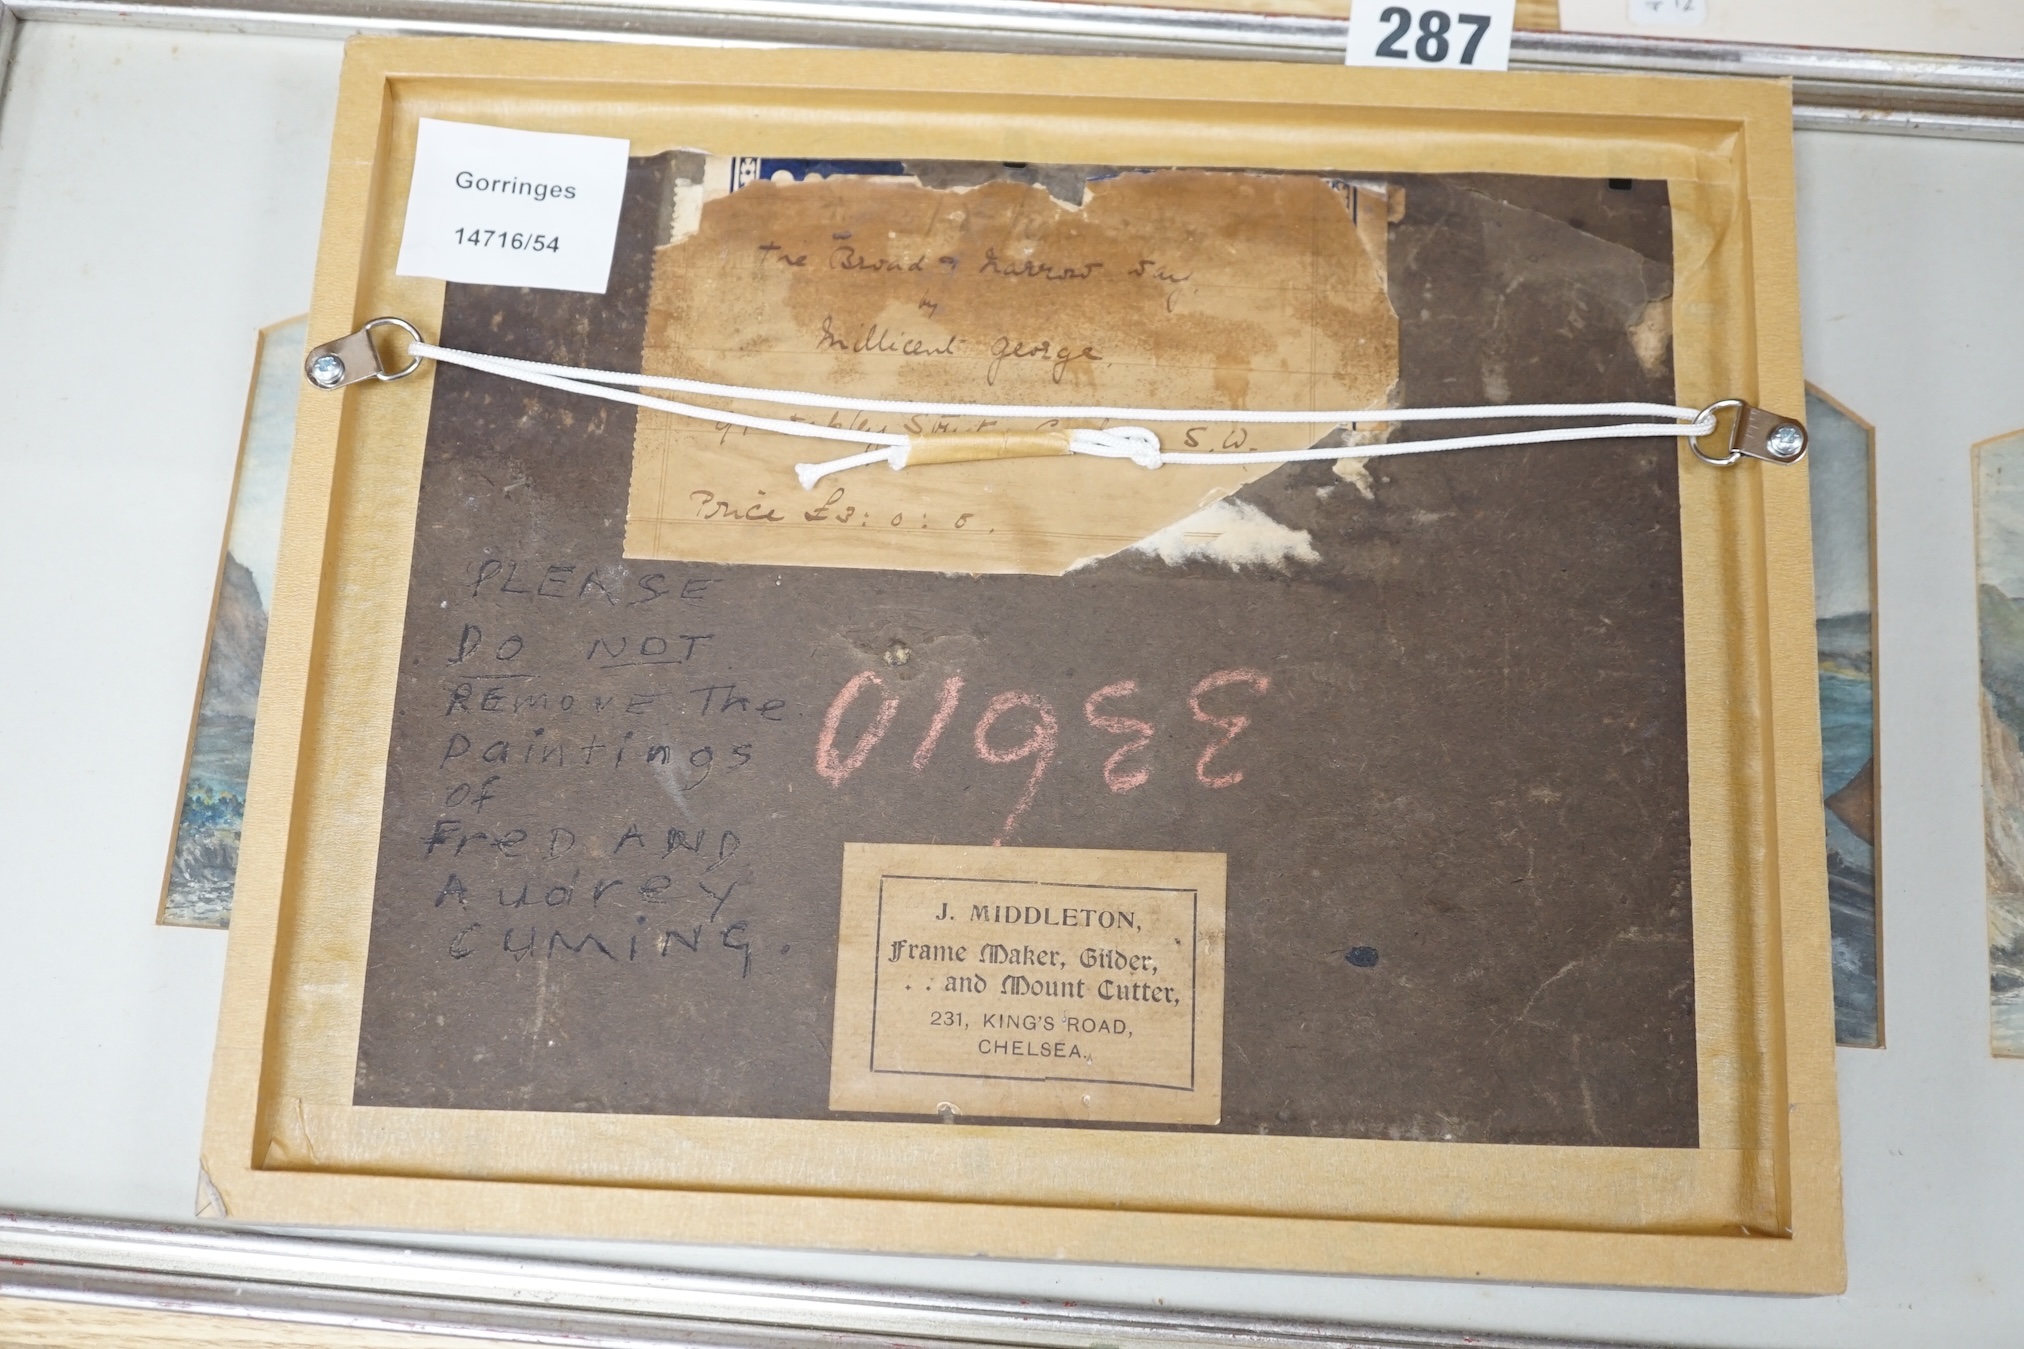 287
Gorringes
14716/54
The Broad & Narrow Way,
by
Millicent George,
S.W.
Price £3:0:0.
PLEASE
DO NOT
REMOVE The
paintings
of
FreD AND
Audrey
CUMiNG.
J. MIDDLETON,
Frame Maker, Gilder,
. . and Mount Cutter,
231, KING'S ROAD,
CHELSEA.